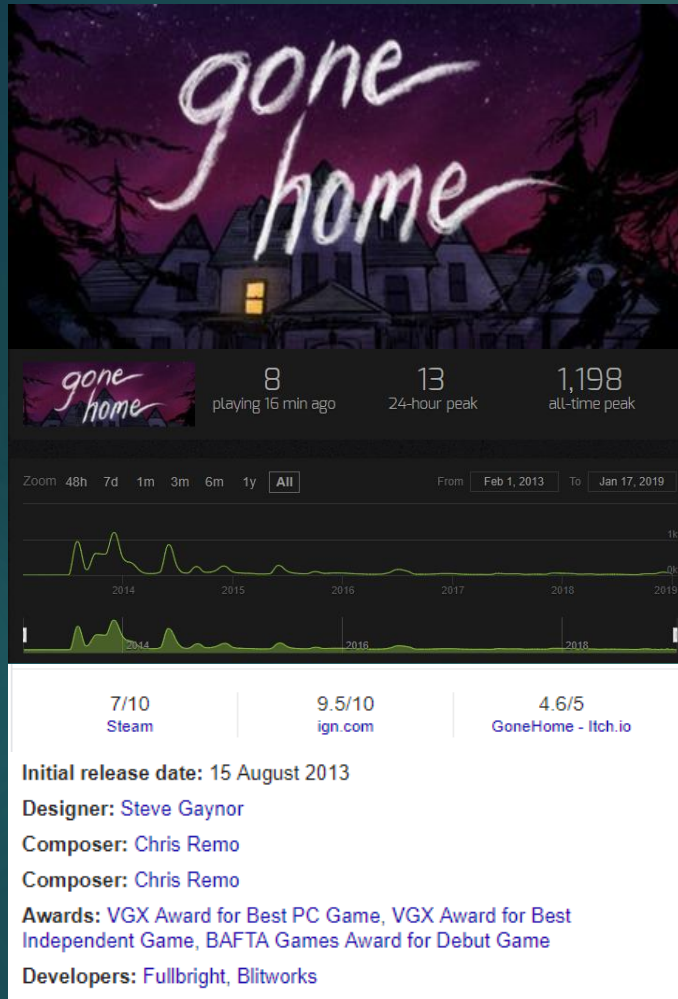 gone
home
gone
home
8
playing 16 min ago
13
24-hour peak
1,198
all-time peak
Zoom 48h 7d 1m 3m 6m 1y All
From Feb 1, 2013 To Jan 17, 2019
1k
0k
2014 2015 2016 2017 2018 2019
2014 2016 2018
7/10
Steam
9.5/10
ign.com
4.6/5
GoneHome - Itch.io
Initial release date: 15 August 2013
Designer: Steve Gaynor
Composer: Chris Remo
Composer: Chris Remo
Awards: VGX Award for Best PC Game, VGX Award for Best
Independent Game, BAFTA Games Award for Debut Game
Developers: Fullbright, Blitworks